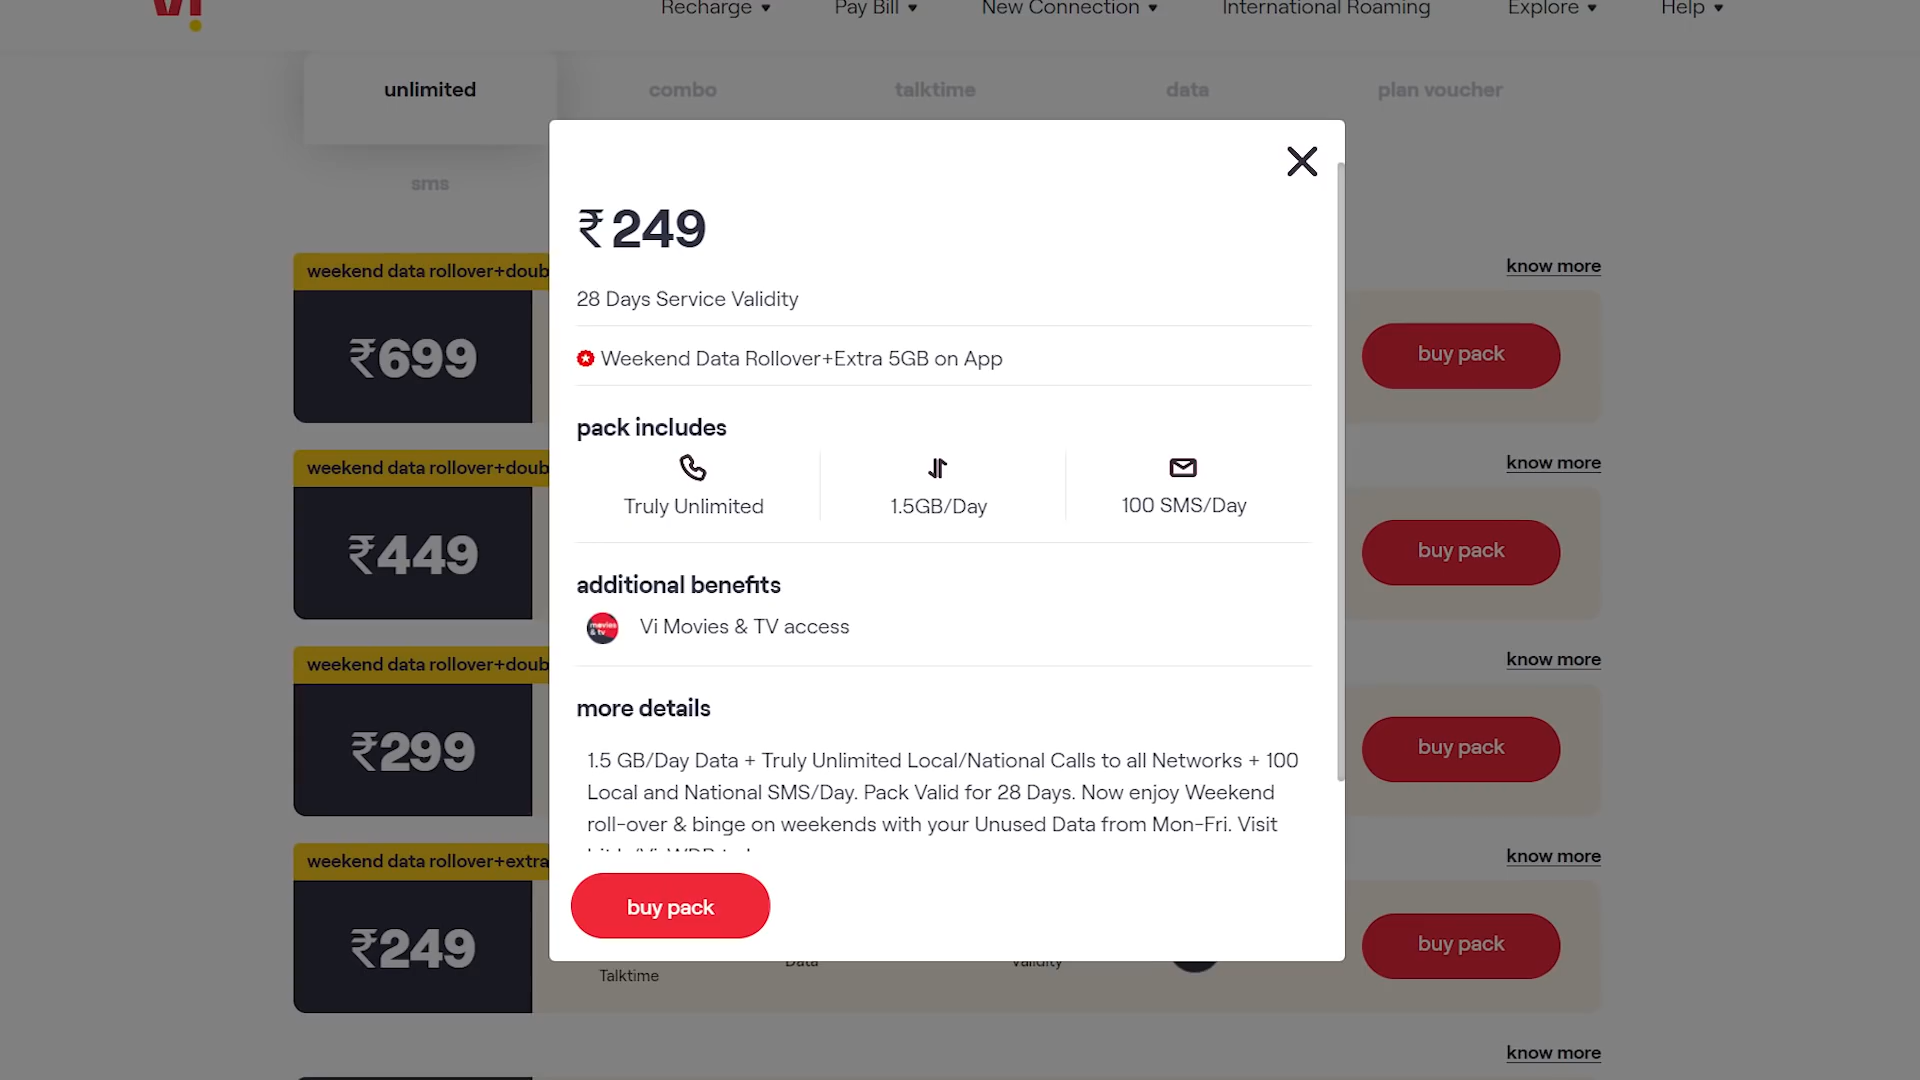 Vi
Recharge Pay Bill New Connection International Roaming Explore Help
unlimited combo talktime data plan voucher
sms
₹249
28 Days Service Validity
Weekend Data Rollover+Extra 5GB on App
pack includes
Truly Unlimited 1.5GB/Day 100 SMS/Day
additional benefits
movies & tv
Vi Movies & TV access
more details
1.5 GB/Day Data + Truly Unlimited Local/National Calls to all Networks + 100
Local and National SMS/Day. Pack Valid for 28 Days. Now enjoy Weekend
roll-over & binge on weekends with your Unused Data from Mon-Fri. Visit
buy pack
weekend data rollover+doub
know more
₹699
buy pack
weekend data rollover+doub
know more
₹449
buy pack
weekend data rollover+doub
know more
₹299
buy pack
weekend data rollover+extra
know more
₹249
Talktime
Data
Validity
buy pack
know more